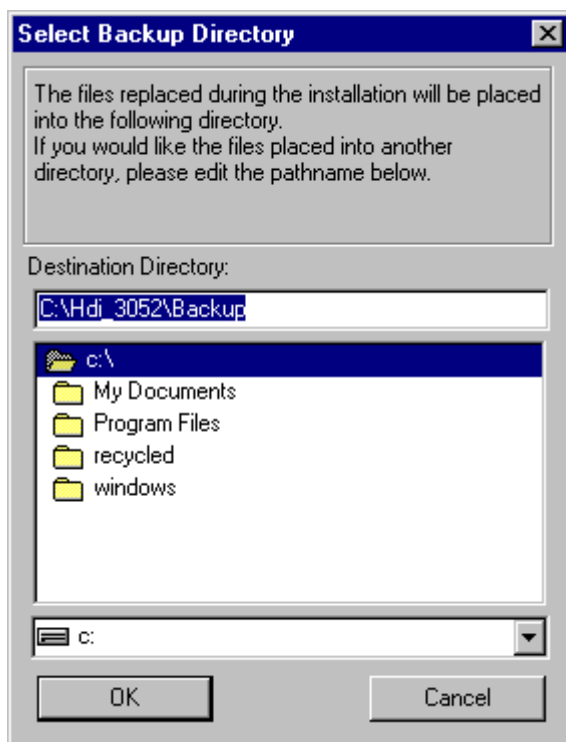 Select Backup Directory
The files replaced during the installation will be placed
into the following directory.
If you would like the files placed into another
directory, please edit the pathname below.
Destination Directory:
C:\Hdi_3052\Backup
c:\
My Documents
Program Files
recycled
windows
c:
OK
Cancel